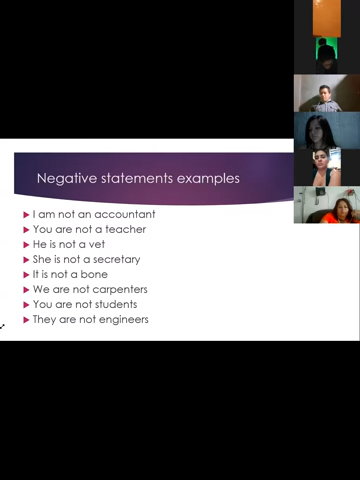 Negative statements examples
I am not an accountant
You are not a teacher
He is not a vet
She is not a secretary
It is not a bone
We are not carpenters
You are not students
They are not engineers